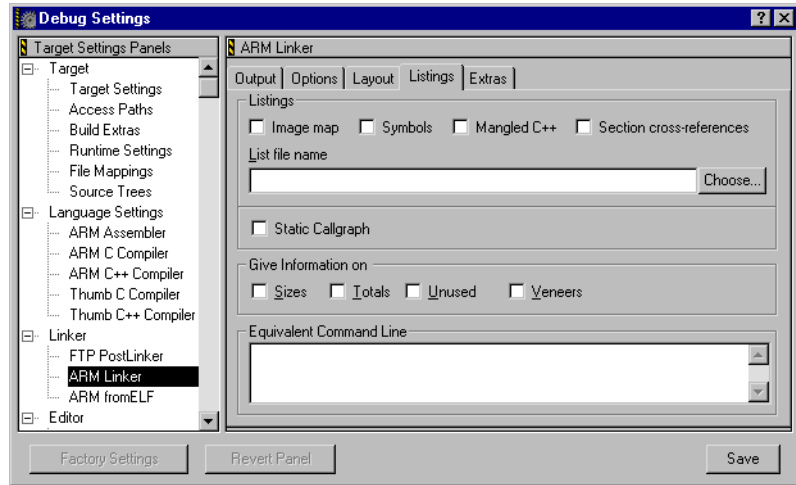 Debug Settings
Target Settings Panels
Target
Target Settings
Access Paths
Build Extras
Runtime Settings
File Mappings
Source Trees
Language Settings
ARM Assembler
ARM C Compiler
ARM C++ Compiler
Thumb C Compiler
Thumb C++ Compiler
Linker
FTP PostLinker
ARM Linker
ARM fromELF
Editor
ARM Linker
Output Options Layout Listings Extras
Listings
Image map Symbols Mangled C++ Section cross-references
List file name
Choose...
Static Callgraph
Give Information on
Sizes Totals Unused Veneers
Equivalent Command Line
Factory Settings Revert Panel Save